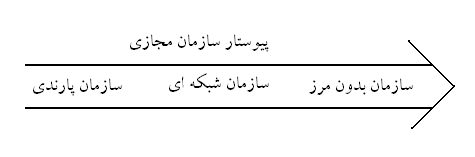 پیوستار سازمان مجازی
سازمان بدون مرز سازمان شبکه ای سازمان پارندی